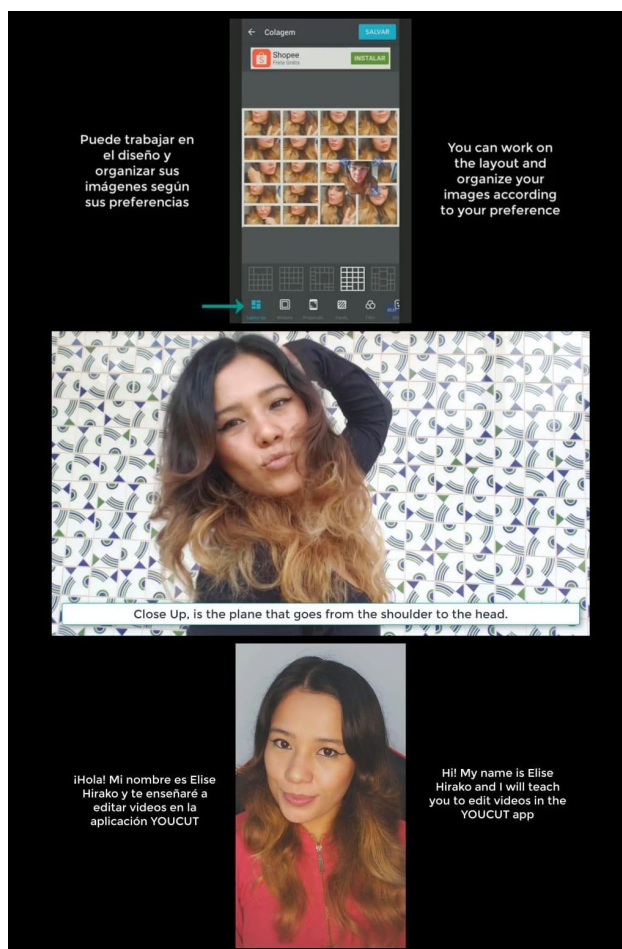 Colagem
SALVAR
Shopee
Frete Grátis
INSTALAR
Puede trabajar en
el diseño y
organizar sus
imágenes según
sus preferencias
You can work on
the layout and
organize your
images according
to your preference
Close Up, is the plane that goes from the shoulder to the head.
¡Hola! Mi nombre es Elise
Hirako y te enseñaré a
editar videos en la
aplicación YOUCUT
Hi! My name is Elise
Hirako and I will teach
you to edit videos in the
YOUCUT app